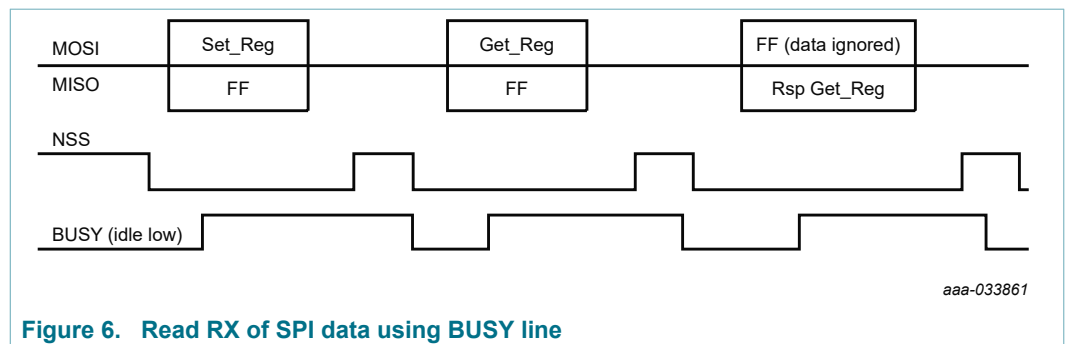 MOSI Set_Reg Get_Reg FF (data ignored)
MISO FF FF Rsp Get_Reg
NSS
BUSY (idle low)
aaa-033861
Figure 6. Read RX of SPI data using BUSY line